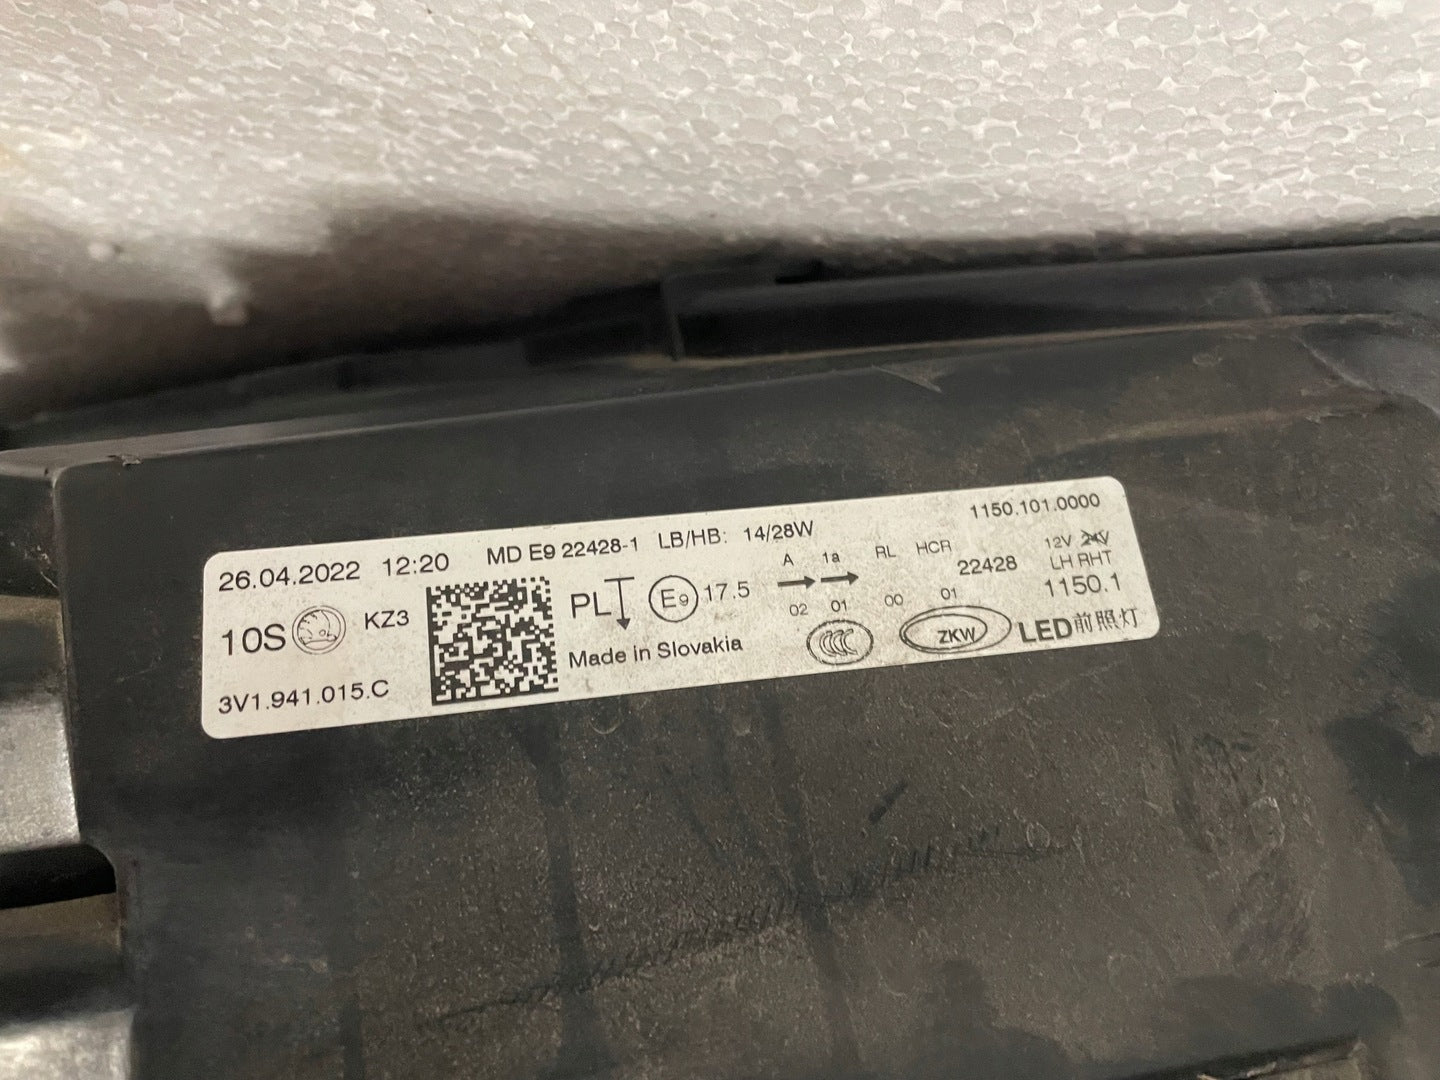 26.04.2022 12:20 MD E9 22428-1 LB/HB: 14/28W 1150.101.0000
10S KZ3 PL E9 17.5 A 1a RL HCR 22428 12V 24V
02 01 00 01 LH RHT
1150.1
3V1.941.015.C Made in Slovakia CCC ZKW LED前照灯